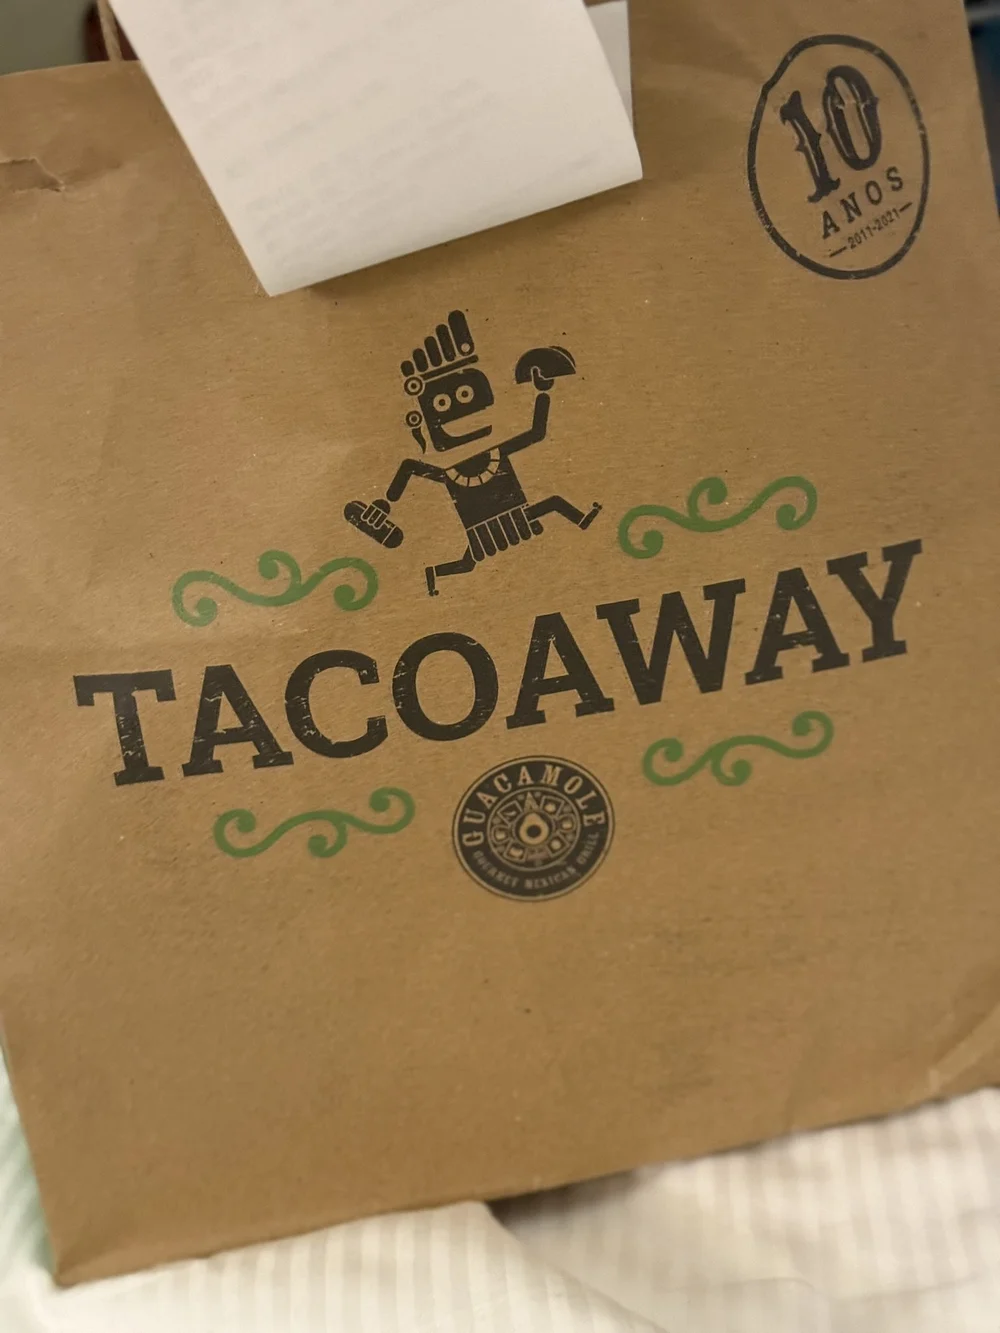 10
ANOS
2011-2021
TACOAWAY
GUACAMOLE
GOURMET MEXICAN GRILL